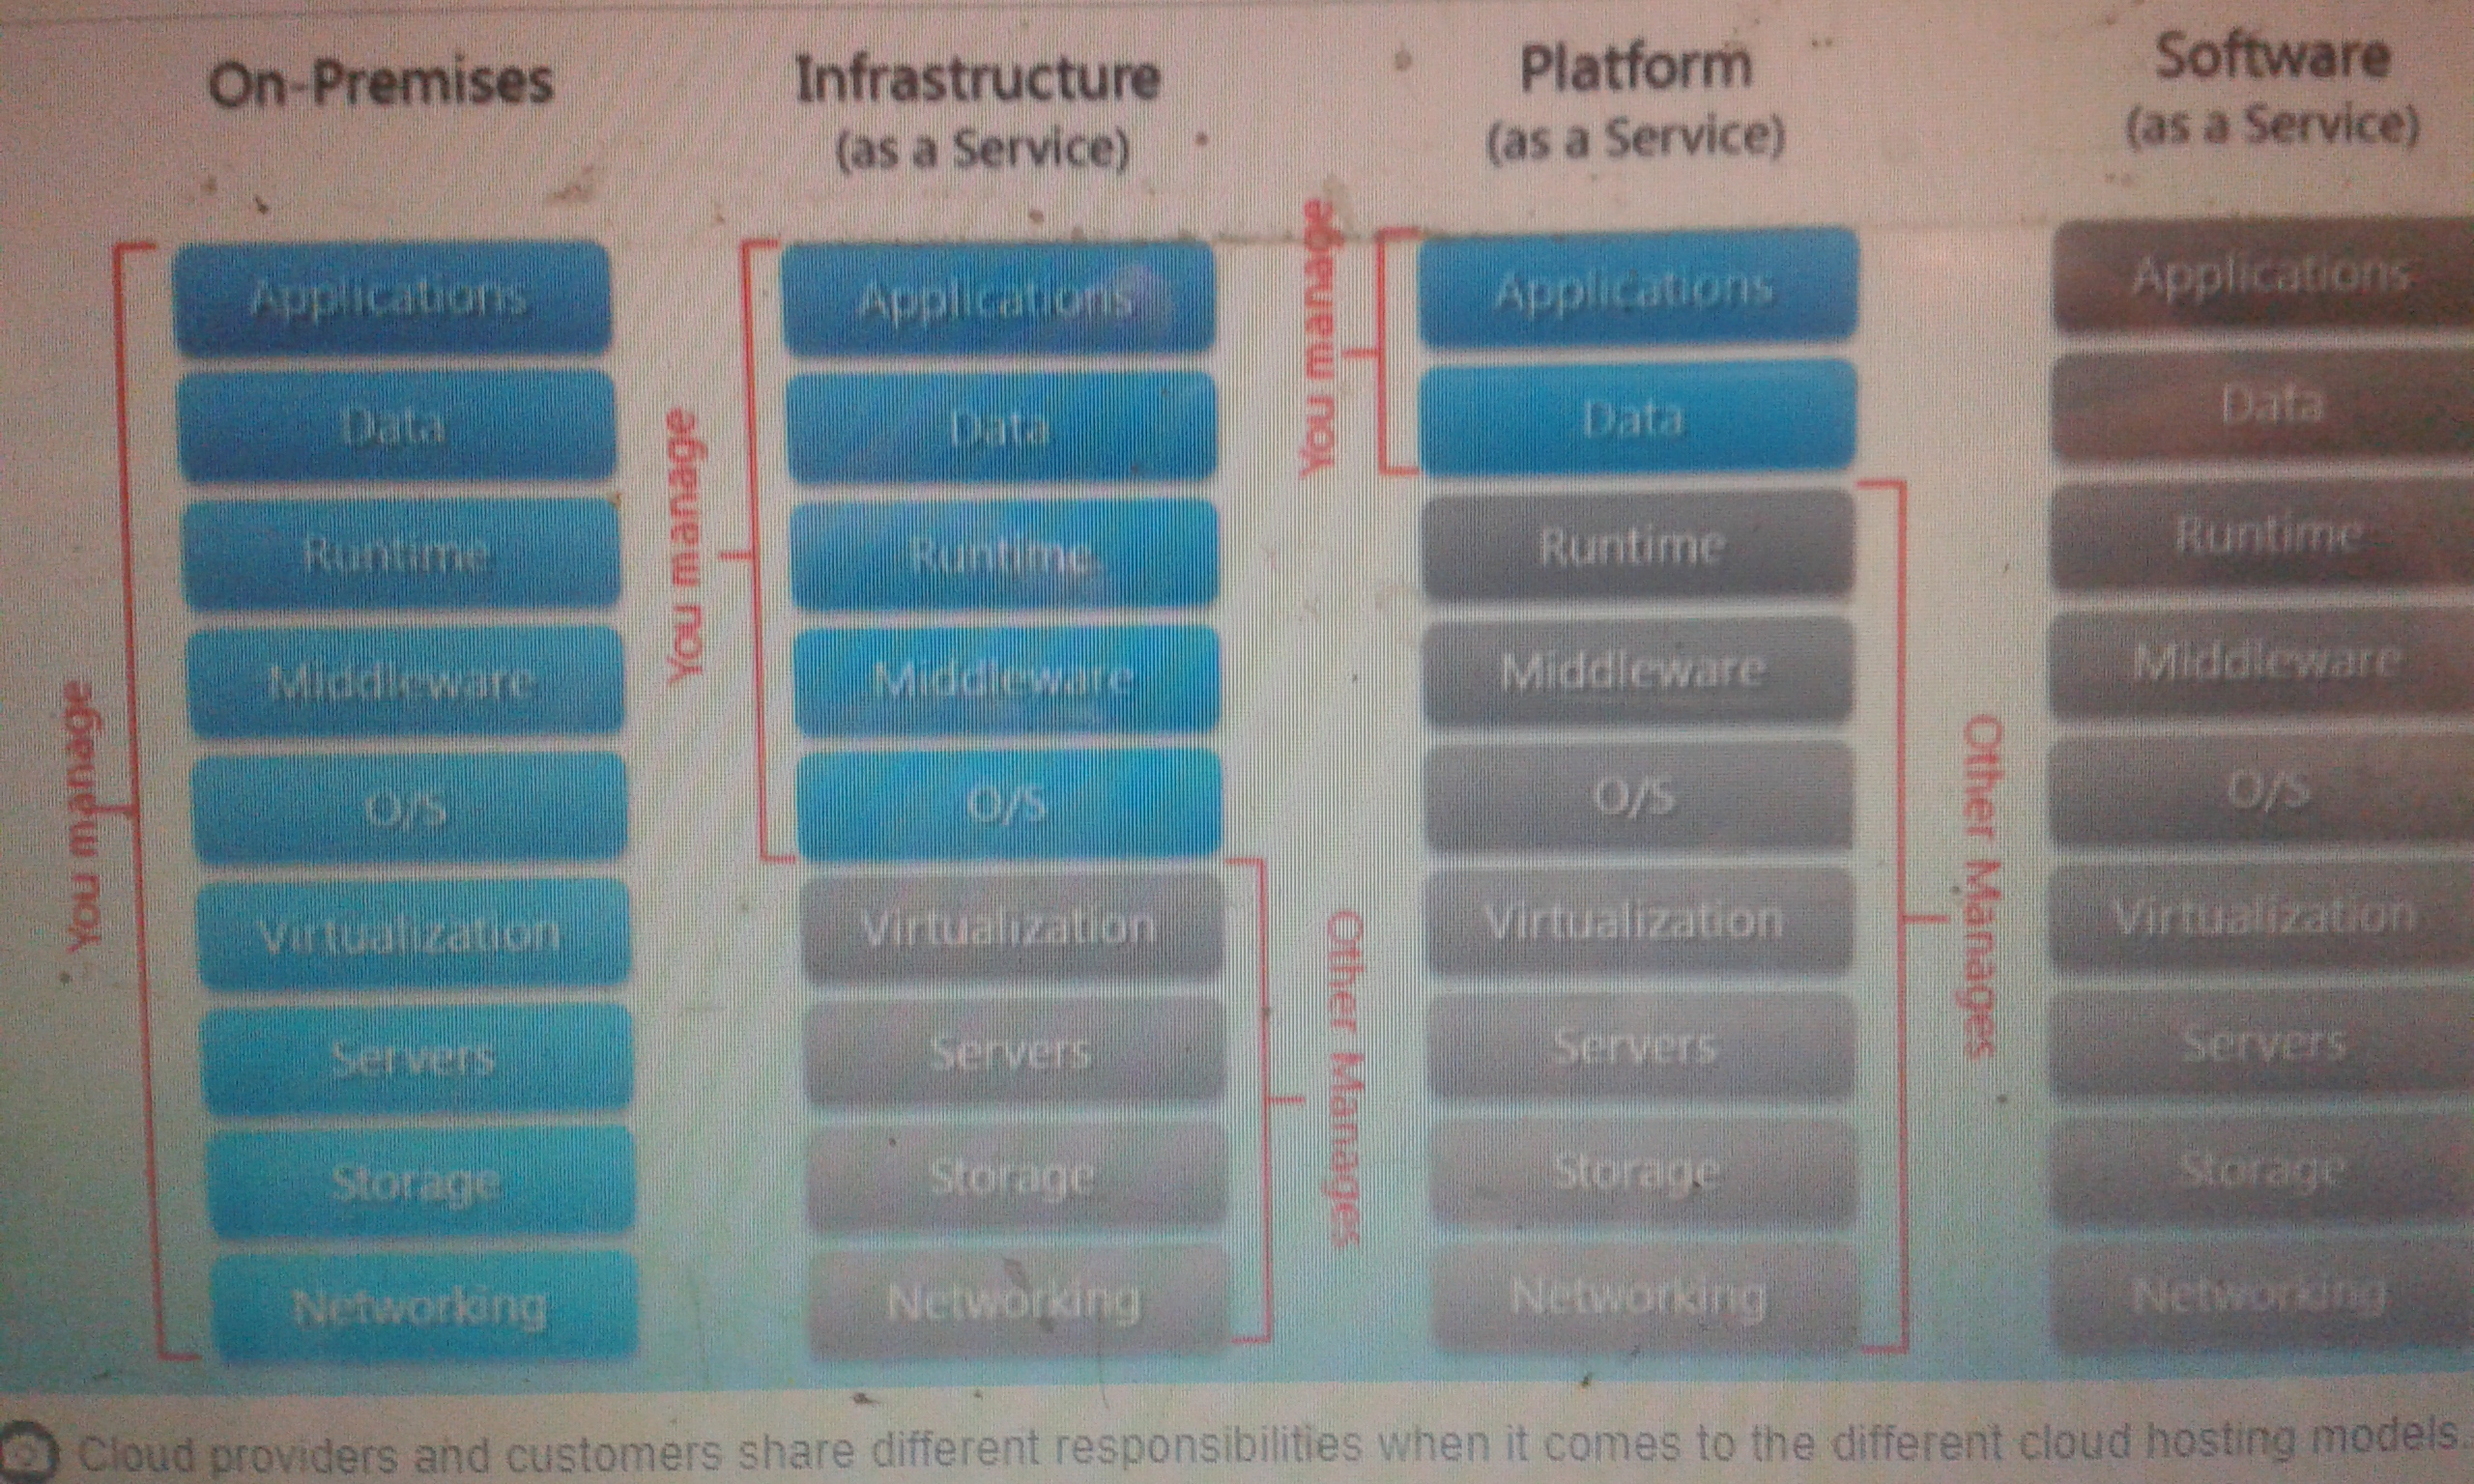 On-Premises
You manage
Applications
Data
Runtime
Middleware
O/S
Virtualization
Servers
Storage
Networking
Infrastructure
(as a Service)
You manage
Applications
Data
Runtime
Middleware
O/S
Virtualization
Servers
Storage
Networking
Other Manages
Platform
(as a Service)
You manage
Applications
Data
Runtime
Middleware
O/S
Virtualization
Servers
Storage
Networking
Other Manages
Software
(as a Service)
Applications
Data
Runtime
Middleware
O/S
Virtualization
Servers
Storage
Networking
Cloud providers and customers share different responsibilities when it comes to the different cloud hosting models.